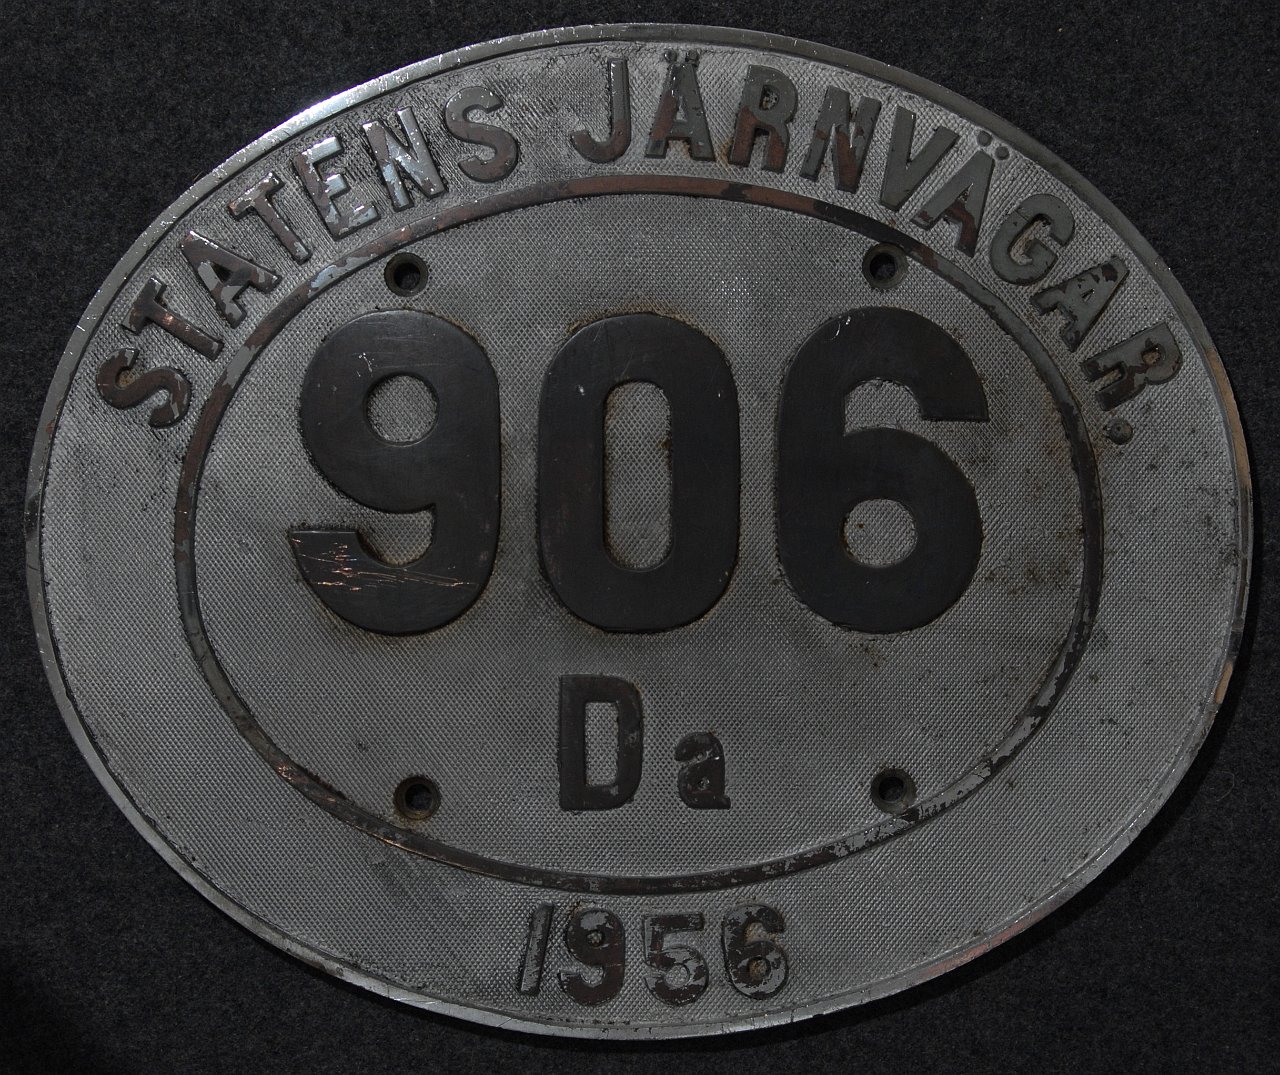 STATENS JÄRNVÄGAR.
906
Da
1956